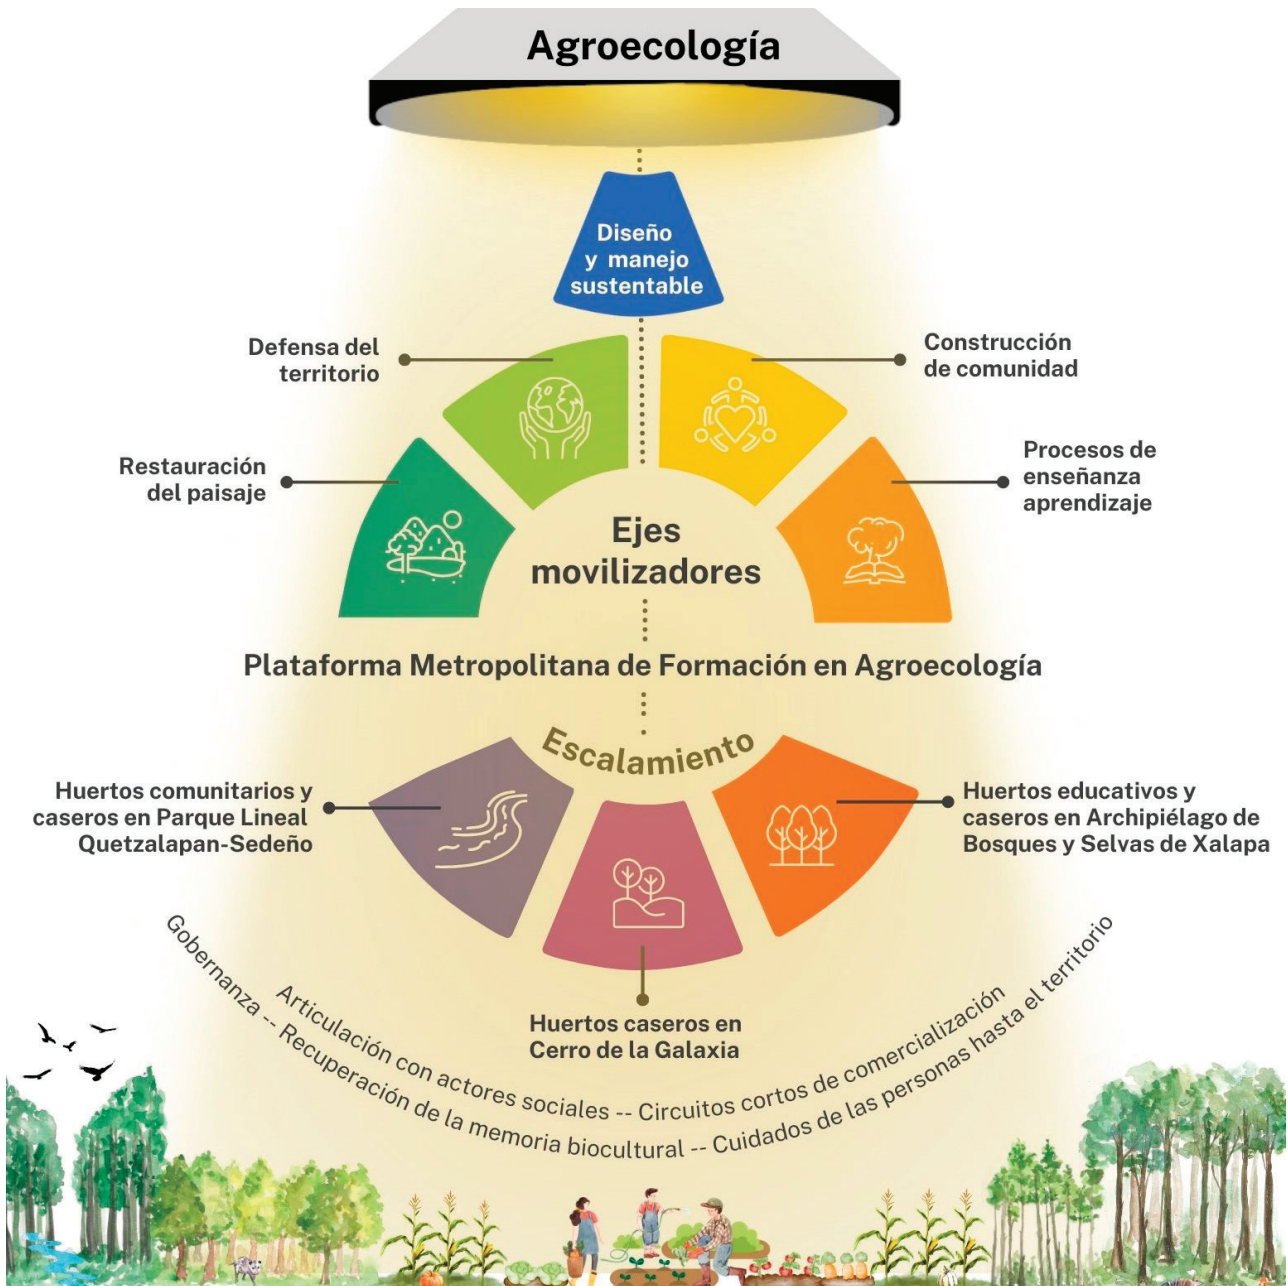 Agroecología
Diseño
y manejo
sustentable
Defensa del
territorio
Construcción
de comunidad
Restauración
del paisaje
Procesos de
enseñanza
aprendizaje
Ejes
movilizadores
Plataforma Metropolitana de Formación en Agroecología
Escalamiento
Huertos comunitarios y
caseros en Parque Lineal
Quetzalapan-Sedeño
Huertos educativos y
caseros en Archipiélago de
Bosques y Selvas de Xalapa
Huertos caseros en
Cerro de la Galaxia
Articulación con actores sociales -- Circuitos cortos de comercialización
Gobernanza -- Recuperación de la memoria biocultural -- Cuidados de las personas hasta el territorio